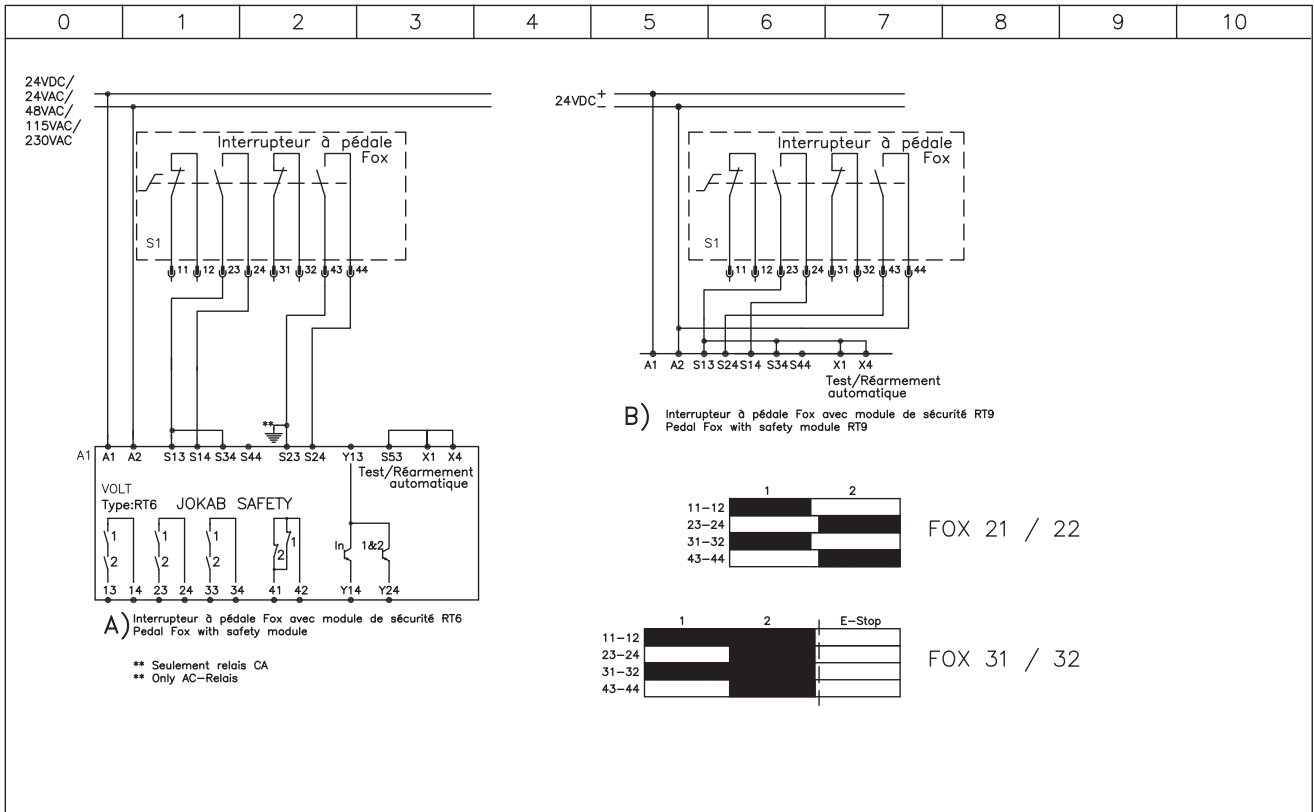 0 1 2 3 4 5 6 7 8 9 10
24VDC/
24VAC/
48VAC/
115VAC/
230VAC
Interrupteur à pédale
Fox
S1
11 12 23 24 31 32 43 44
**
A1 A1 A2 S13 S14 S34 S44 S23 S24 Y13 S53 X1 X4
Test/Réarmement
automatique
VOLT
Type:RT6 JOKAB SAFETY
1 1 1 1
2 2 2 2
In 1&2
13 14 23 24 33 34 41 42 Y14 Y24
A) Interrupteur à pédale Fox avec module de sécurité RT6
Pedal Fox with safety module
** Seulement relais CA
** Only AC-Relais
24VDC + −
Interrupteur à pédale
Fox
S1
11 12 23 24 31 32 43 44
A1 A2 S13 S24 S14 S34 S44 X1 X4
Test/Réarmement
automatique
B) Interrupteur à pédale Fox avec module de sécurité RT9
Pedal Fox with safety module RT9
1 2
11-12
23-24
31-32
43-44
FOX 21 / 22
1 2 E-Stop
11-12
23-24
31-32
43-44
FOX 31 / 32